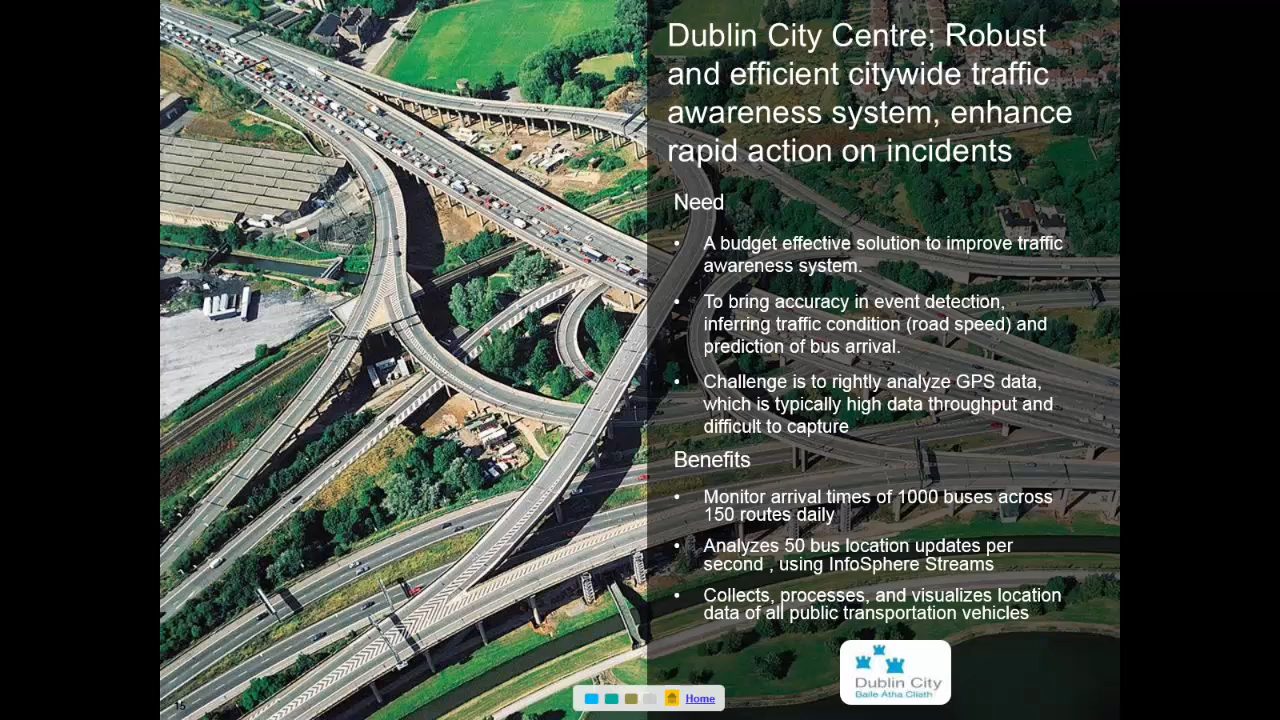 Dublin City Centre; Robust
and efficient citywide traffic
awareness system, enhance
rapid action on incidents
Need
• A budget effective solution to improve traffic
awareness system.
• To bring accuracy in event detection,
inferring traffic condition (road speed) and
prediction of bus arrival.
• Challenge is to rightly analyze GPS data,
which is typically high data throughput and
difficult to capture
Benefits
• Monitor arrival times of 1000 buses across
150 routes daily
• Analyzes 50 bus location updates per
second , using InfoSphere Streams
• Collects, processes, and visualizes location
data of all public transportation vehicles
Dublin City
Baile Átha Cliath
Home